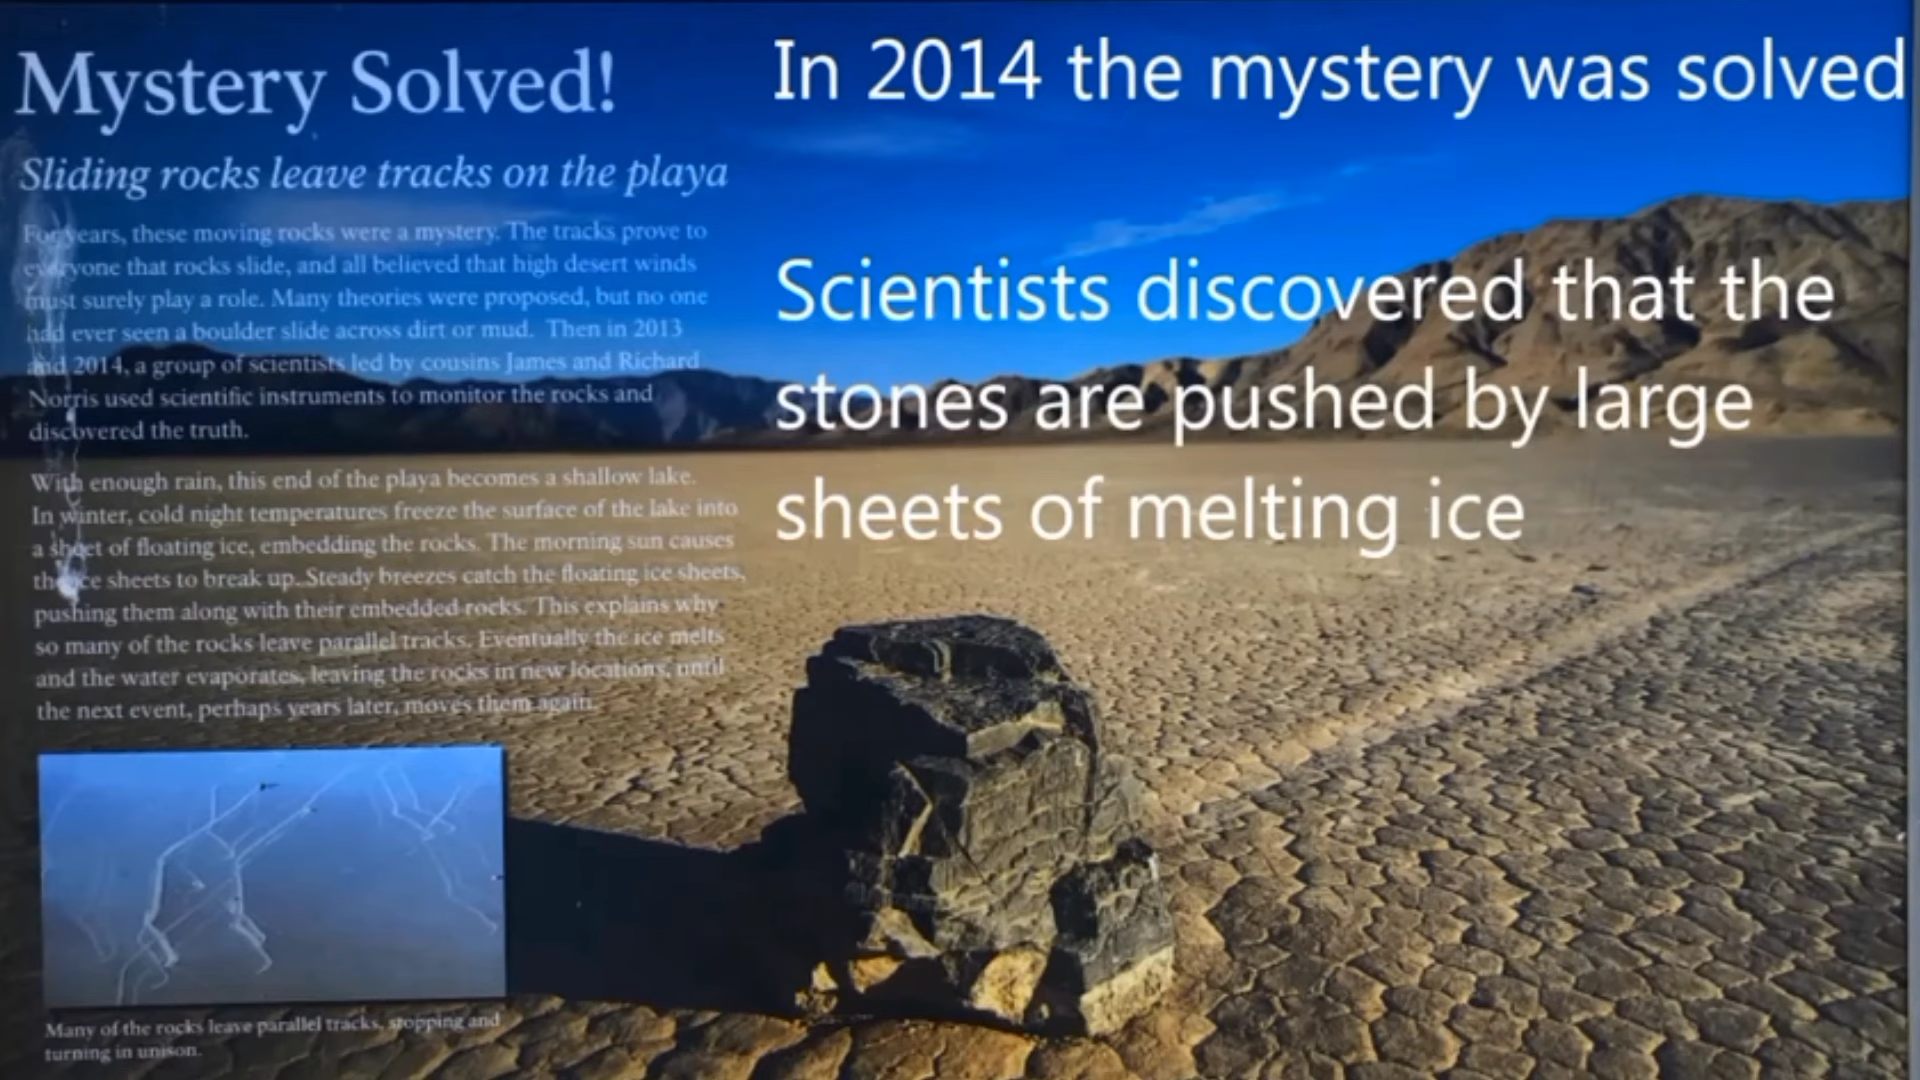 Mystery Solved!
Sliding rocks leave tracks on the playa
For years, these moving rocks were a mystery. The tracks prove to
everyone that rocks slide, and all believed that high desert winds
must surely play a role. Many theories were proposed, but no one
had ever seen a boulder slide across dirt or mud. Then in 2013
and 2014, a group of scientists led by cousins James and Richard
Norris used scientific instruments to monitor the rocks and
discovered the truth.
With enough rain, this end of the playa becomes a shallow lake.
In winter, cold night temperatures freeze the surface of the lake into
a sheet of floating ice, embedding the rocks. The morning sun causes
the ice sheets to break up. Steady breezes catch the floating ice sheets,
pushing them along with their embedded rocks. This explains why
so many of the rocks leave parallel tracks. Eventually the ice melts
and the water evaporates, leaving the rocks in new locations, until
the next event, perhaps years later, moves them again.
Many of the rocks leave parallel tracks, stopping and
turning in unison.
In 2014 the mystery was solved
Scientists discovered that the
stones are pushed by large
sheets of melting ice